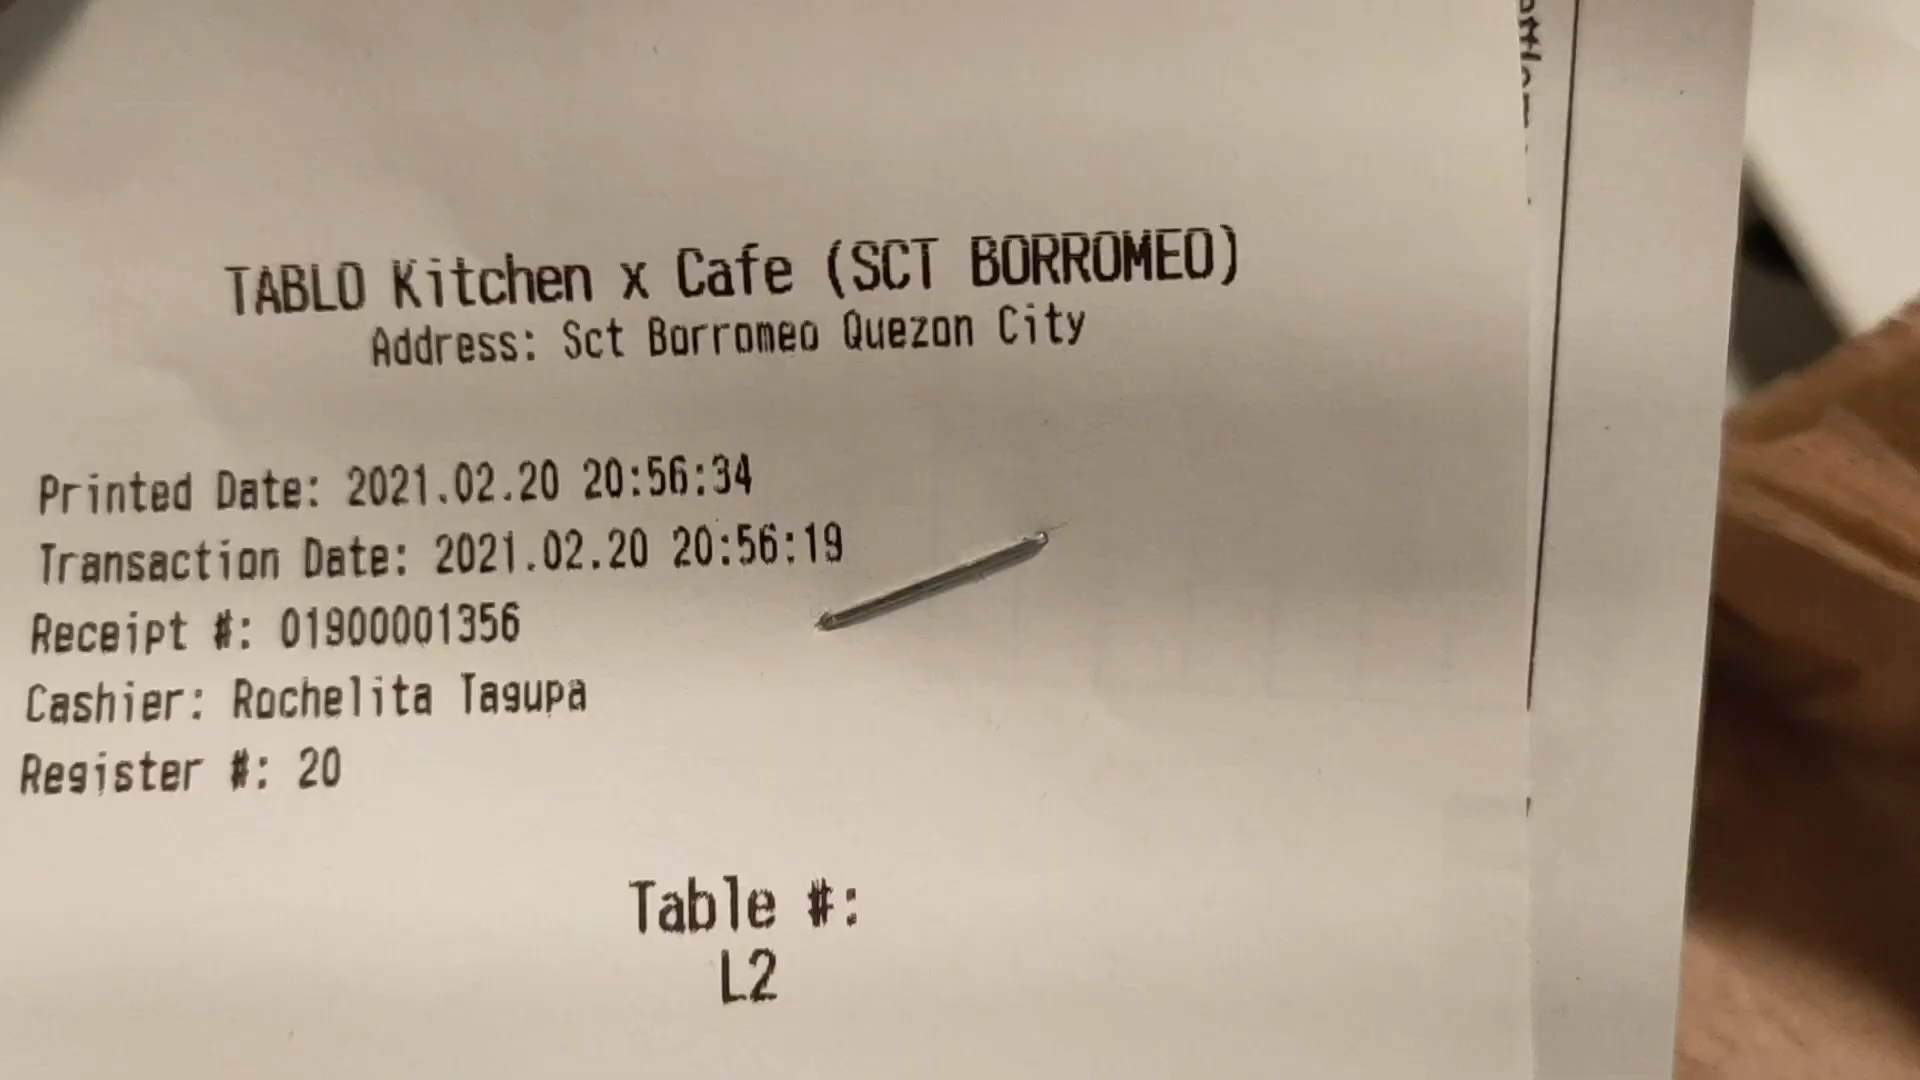 TABLO Kitchen x Cafe (SCT BORROMEO)
Address: Sct Borromeo Quezon City
Printed Date: 2021.02.20 20:56:34
Transaction Date: 2021.02.20 20:56:19
Receipt #: 01900001356
Cashier: Rochelita Tagupa
Register #: 20
Table #:
L2